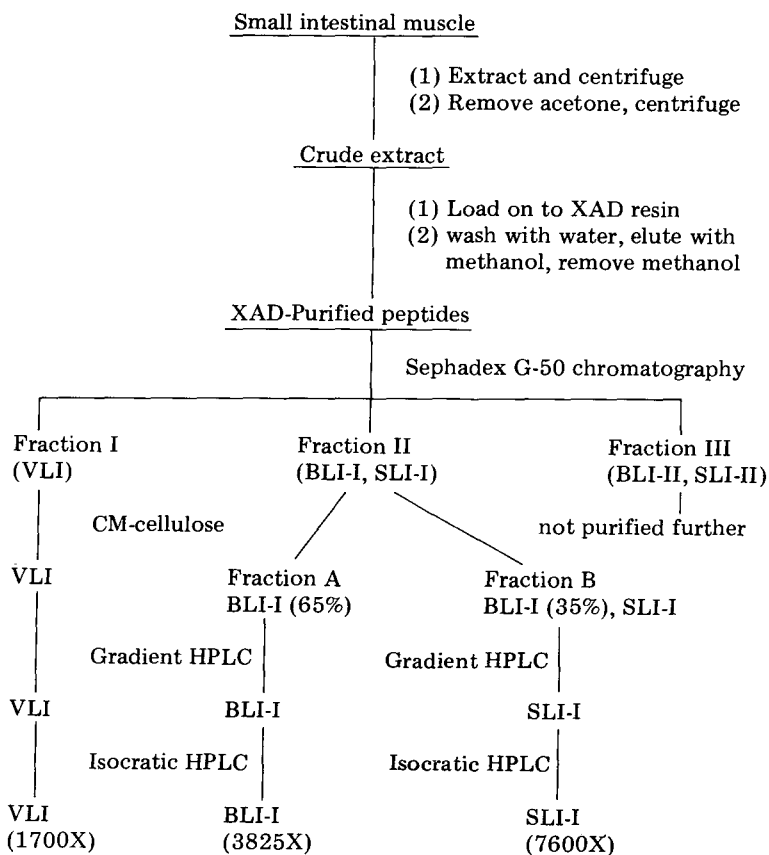 Small intestinal muscle
(1) Extract and centrifuge
(2) Remove acetone, centrifuge
Crude extract
(1) Load on to XAD resin
(2) wash with water, elute with
methanol, remove methanol
XAD-Purified peptides
Sephadex G-50 chromatography
Fraction I
(VLI)
Fraction II
(BLI-I, SLI-I)
Fraction III
(BLI-II, SLI-II)
CM-cellulose
not purified further
VLI
Fraction A
BLI-I (65%)
Fraction B
BLI-I (35%), SLI-I
Gradient HPLC
Gradient HPLC
VLI
BLI-I
SLI-I
Isocratic HPLC
Isocratic HPLC
VLI
(1700X)
BLI-I
(3825X)
SLI-I
(7600X)